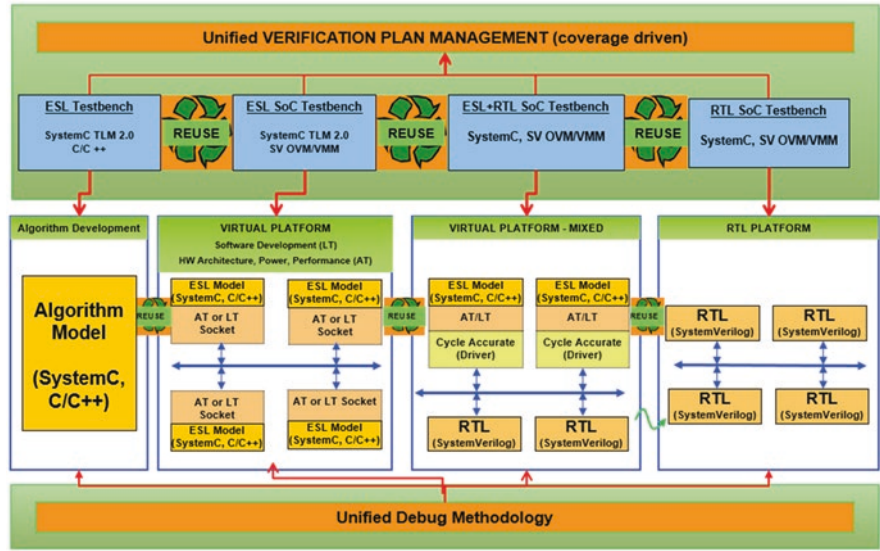 Unified VERIFICATION PLAN MANAGEMENT (coverage driven)
ESL Testbench
SystemC TLM 2.0
C/C ++
REUSE
ESL SoC Testbench
SystemC TLM 2.0
SV OVM/VMM
REUSE
ESL+RTL SoC Testbench
SystemC, SV OVM/VMM
REUSE
RTL SoC Testbench
SystemC, SV OVM/VMM
Algorithm Development
Algorithm
Model
(SystemC,
C/C++)
REUSE
VIRTUAL PLATFORM
Software Development (LT)
HW Architecture, Power, Performance (AT)
ESL Model
(SystemC, C/C++)
AT or LT
Socket
ESL Model
(SystemC, C/C++)
AT or LT
Socket
AT or LT
Socket
ESL Model
(SystemC, C/C++)
AT or LT Socket
ESL Model
(SystemC, C/C++)
REUSE
VIRTUAL PLATFORM - MIXED
ESL Model
(SystemC, C/C++)
AT/LT
Cycle Accurate
(Driver)
ESL Model
(SystemC, C/C++)
AT/LT
Cycle Accurate
(Driver)
RTL
(SystemVerilog)
RTL
(SystemVerilog)
REUSE
RTL PLATFORM
RTL
(SystemVerilog)
RTL
(SystemVerilog)
RTL
(SystemVerilog)
RTL
(SystemVerilog)
Unified Debug Methodology